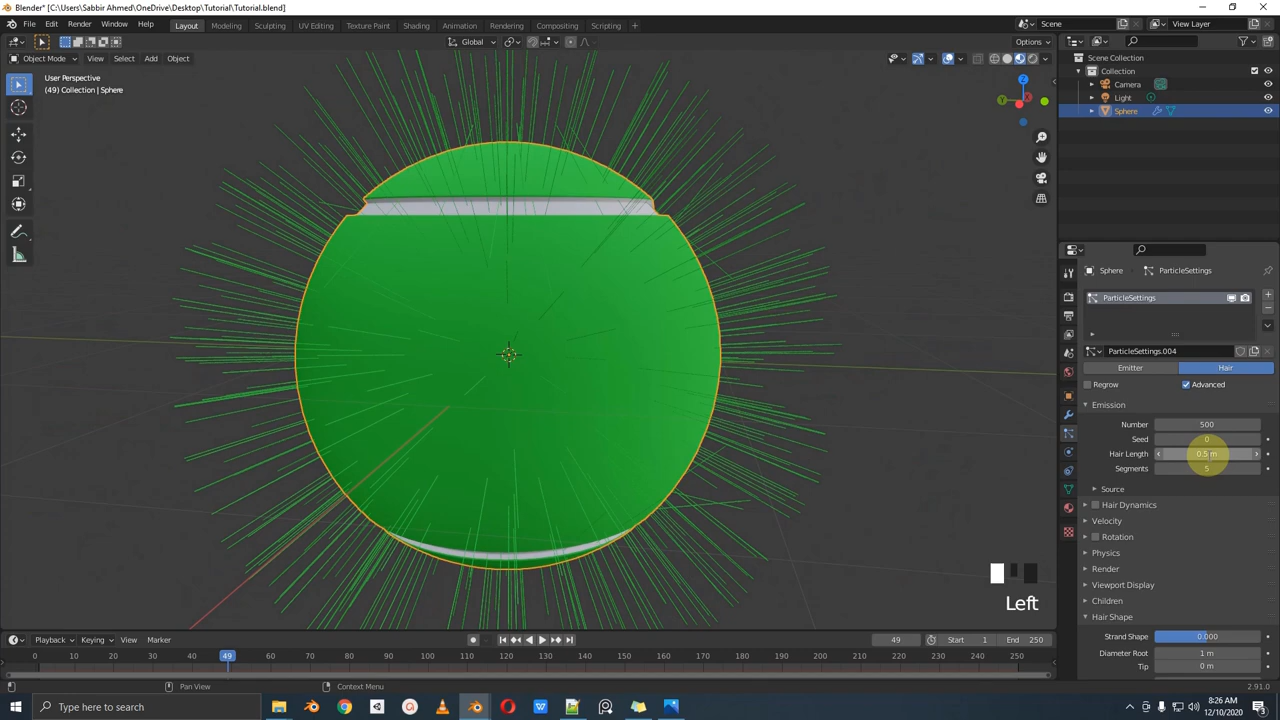 Blender* [C:\Users\Sabbir Ahmed\OneDrive\Desktop\Tutorial\Tutorial.blend]
File Edit Render Window Help Layout Modeling Sculpting UV Editing Texture Paint Shading Animation Rendering Compositing Scripting + Scene View Layer
Global Options
Object Mode View Select Add Object
User Perspective
(49) Collection | Sphere
Z
Y
X
Scene Collection
Collection
Camera
Light
Sphere
Sphere ParticleSettings
ParticleSettings
ParticleSettings.004
Emitter Hair
Regrow Advanced
Emission
Number 500
Seed 0
Hair Length 0.5 m
Segments 5
Source
Hair Dynamics
Velocity
Rotation
Physics
Render
Viewport Display
Children
Hair Shape
Strand Shape 0.000
Diameter Root 1 m
Tip 0 m
Left
Playback Keying View Marker 49 Start 1 End 250
0 10 20 30 40 49 60 70 80 90 100 110 120 130 140 150 160 170 180 190 200 210 220 230 240 250
Pan View Context Menu 2.91.0
Type here to search
8:26 AM
12/10/2020